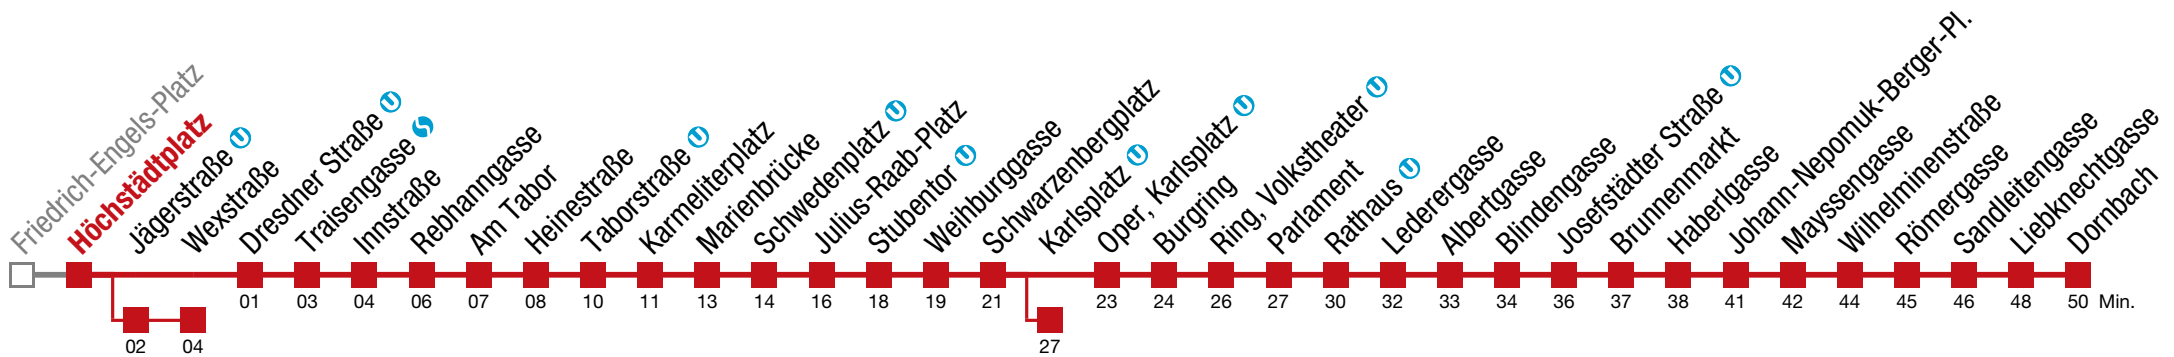 Friedrich-Engels-Platz
Höchstädtplatz
Jägerstraße U
Wexstraße
Dresdner Straße U
Traisengasse
Innstraße
Rebhanngasse
Am Tabor
Heinestraße
Taborstraße U
Karmeliterplatz
Marienbrücke
Schwedenplatz U
Julius-Raab-Platz
Stubentor U
Weihburggasse
Schwarzenbergplatz
Karlsplatz U
Oper, Karlsplatz U
Burgring
Ring, Volkstheater U
Parlament
Rathaus U
Lederergasse
Albertgasse
Blindengasse
Josefstädter Straße U
Brunnenmarkt
Haberlgasse
Johann-Nepomuk-Berger-Pl.
Mayssengasse
Wilhelminenstraße
Römergasse
Sandleitengasse
Liebknechtgasse
Dornbach
01 03 04 06 07 08 10 11 13 14 16 18 19 21 23 24 26 27 30 32 33 34 36 37 38 41 42 44 45 46 48 50 Min.
02 04 27